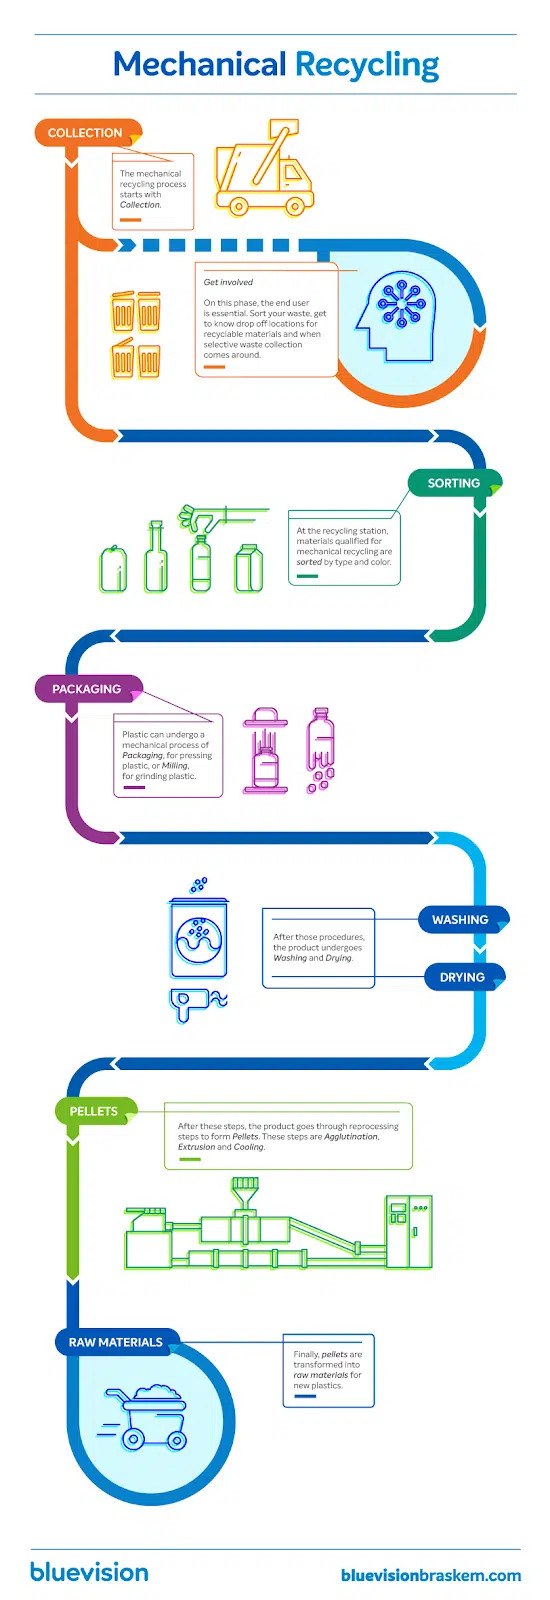 Mechanical Recycling
COLLECTION
The mechanical
recycling process
starts with
Collection.
Get involved
On this phase, the end user
is essential. Sort your waste, get
to know drop off locations for
recyclable materials and when
selective waste collection
comes around.
SORTING
At the recycling station,
materials qualified for
mechanical recycling are
sorted by type and color.
PACKAGING
Plastic can undergo a
mechanical process of
Packaging, for pressing
plastic, or Milling,
for grinding plastic.
WASHING
After those procedures,
the product undergoes
Washing and Drying.
DRYING
PELLETS
After these steps, the product goes through reprocessing
steps to form Pellets. These steps are Agglutination,
Extrusion and Cooling.
RAW MATERIALS
Finally, pellets are
transformed into
raw materials for
new plastics.
bluevision
bluevisionbraskem.com